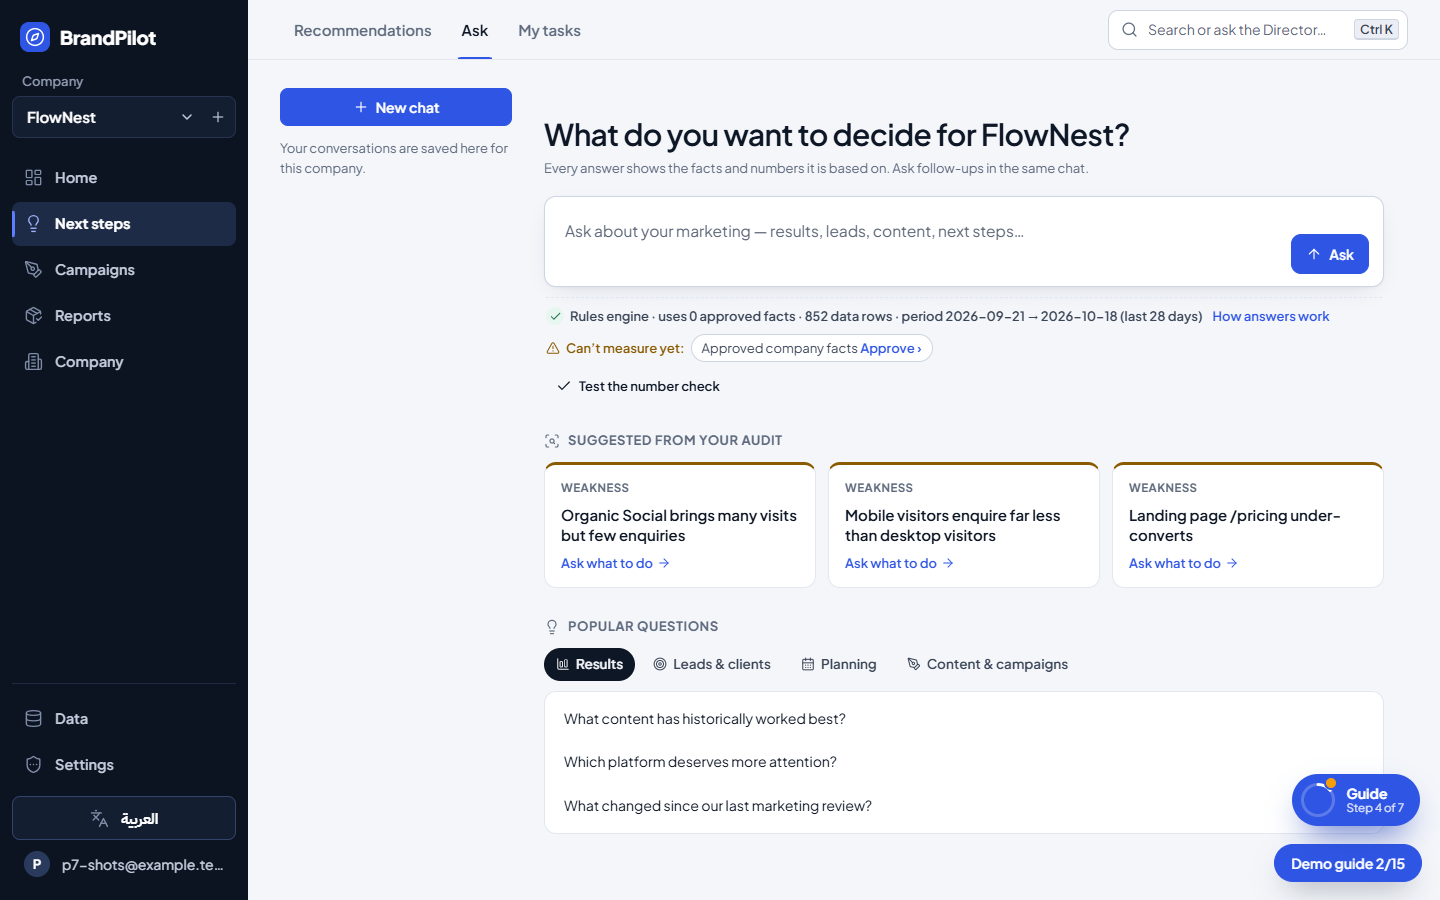 BrandPilot
Company
FlowNest
Home
Next steps
Campaigns
Reports
Company
Data
Settings
العربية
P
p7-shots@example.te...
Recommendations
Ask
My tasks
Search or ask the Director...
Ctrl K
New chat
Your conversations are saved here for
this company.
What do you want to decide for FlowNest?
Every answer shows the facts and numbers it is based on. Ask follow-ups in the same chat.
Ask about your marketing — results, leads, content, next steps...
Ask
Rules engine · uses 0 approved facts · 852 data rows · period 2026-09-21 → 2026-10-18 (last 28 days) How answers work
Can't measure yet: Approved company facts Approve ›
Test the number check
SUGGESTED FROM YOUR AUDIT
WEAKNESS
Organic Social brings many visits
but few enquiries
Ask what to do →
WEAKNESS
Mobile visitors enquire far less
than desktop visitors
Ask what to do →
WEAKNESS
Landing page /pricing under-
converts
Ask what to do →
POPULAR QUESTIONS
Results
Leads & clients
Planning
Content & campaigns
What content has historically worked best?
Which platform deserves more attention?
What changed since our last marketing review?
Guide
Step 4 of 7
Demo guide 2/15